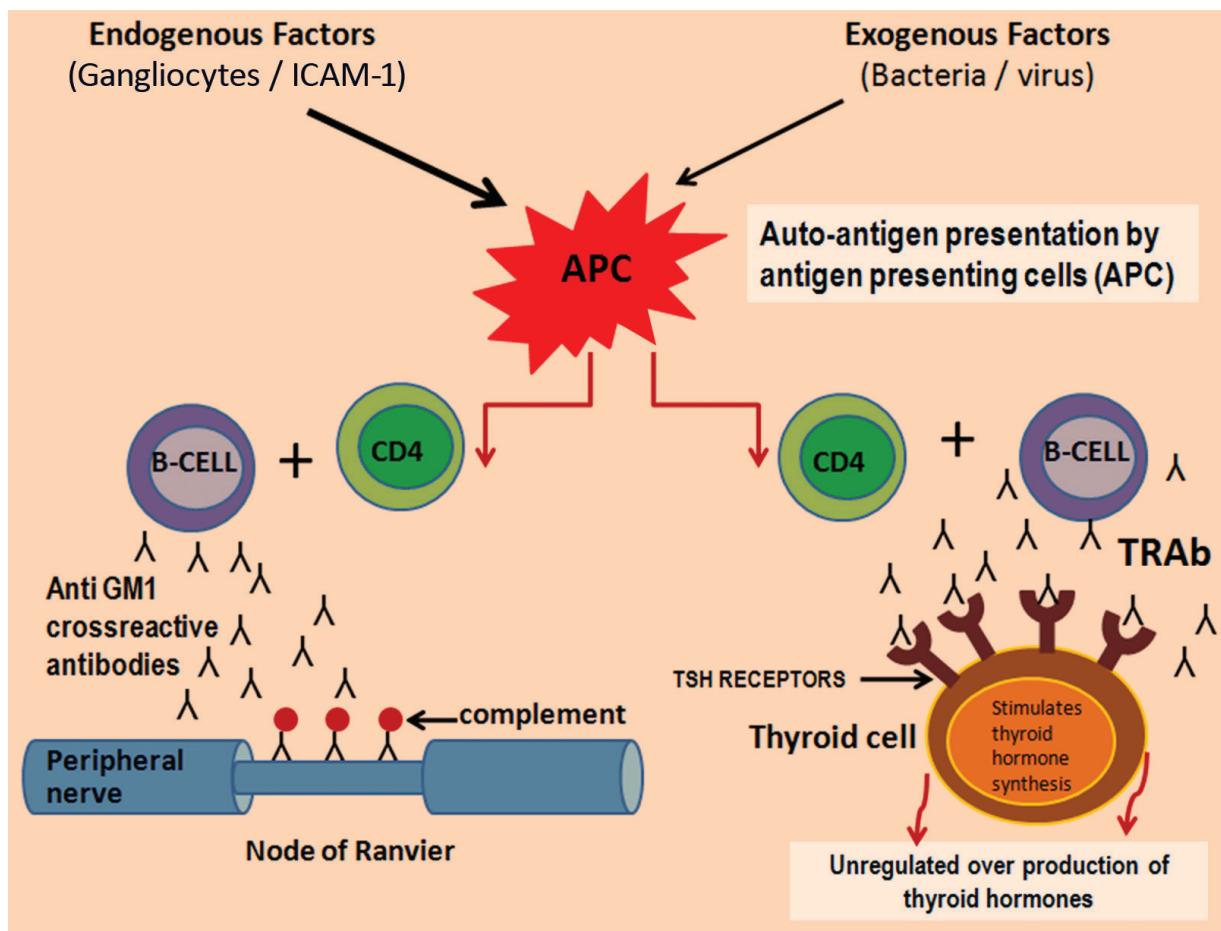 Endogenous Factors
(Gangliocytes / ICAM-1)
Exogenous Factors
(Bacteria / virus)
APC
Auto-antigen presentation by
antigen presenting cells (APC)
B-CELL
+
CD4
CD4
+
B-CELL
TRAb
Anti GM1
crossreactive
antibodies
complement
Peripheral
nerve
Node of Ranvier
TSH RECEPTORS
Thyroid cell
Stimulates
thyroid
hormone
synthesis
Unregulated over production of
thyroid hormones